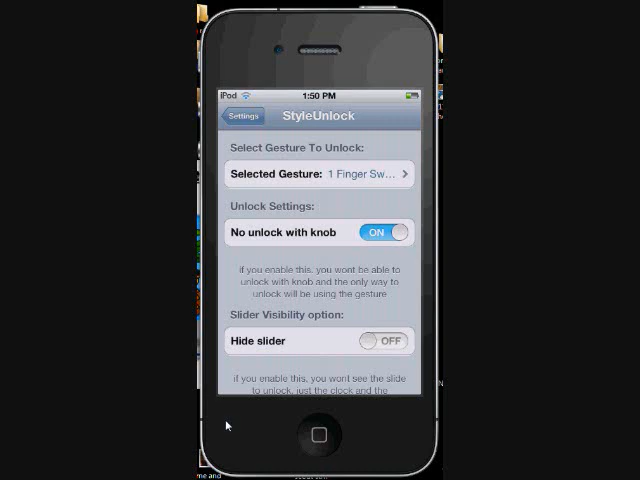 iPod 1:50 PM
Settings StyleUnlock
Select Gesture To Unlock:
Selected Gesture: 1 Finger Sw...
Unlock Settings:
No unlock with knob ON
if you enable this, you wont be able to
unlock with knob and the only way to
unlock will be using the gesture
Slider Visibility option:
Hide slider OFF
if you enable this, you wont see the slide
to unlock, just the clock and the
me and